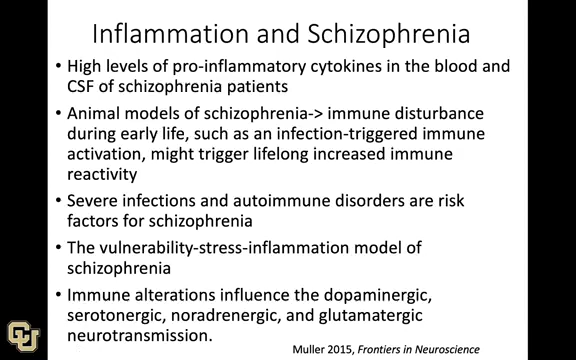 Inflammation and Schizophrenia
• High levels of pro-inflammatory cytokines in the blood and
CSF of schizophrenia patients
• Animal models of schizophrenia-> immune disturbance
during early life, such as an infection-triggered immune
activation, might trigger lifelong increased immune
reactivity
• Severe infections and autoimmune disorders are risk
factors for schizophrenia
• The vulnerability-stress-inflammation model of
schizophrenia
• Immune alterations influence the dopaminergic,
serotonergic, noradrenergic, and glutamatergic
neurotransmission.
Muller 2015, Frontiers in Neuroscience
CU